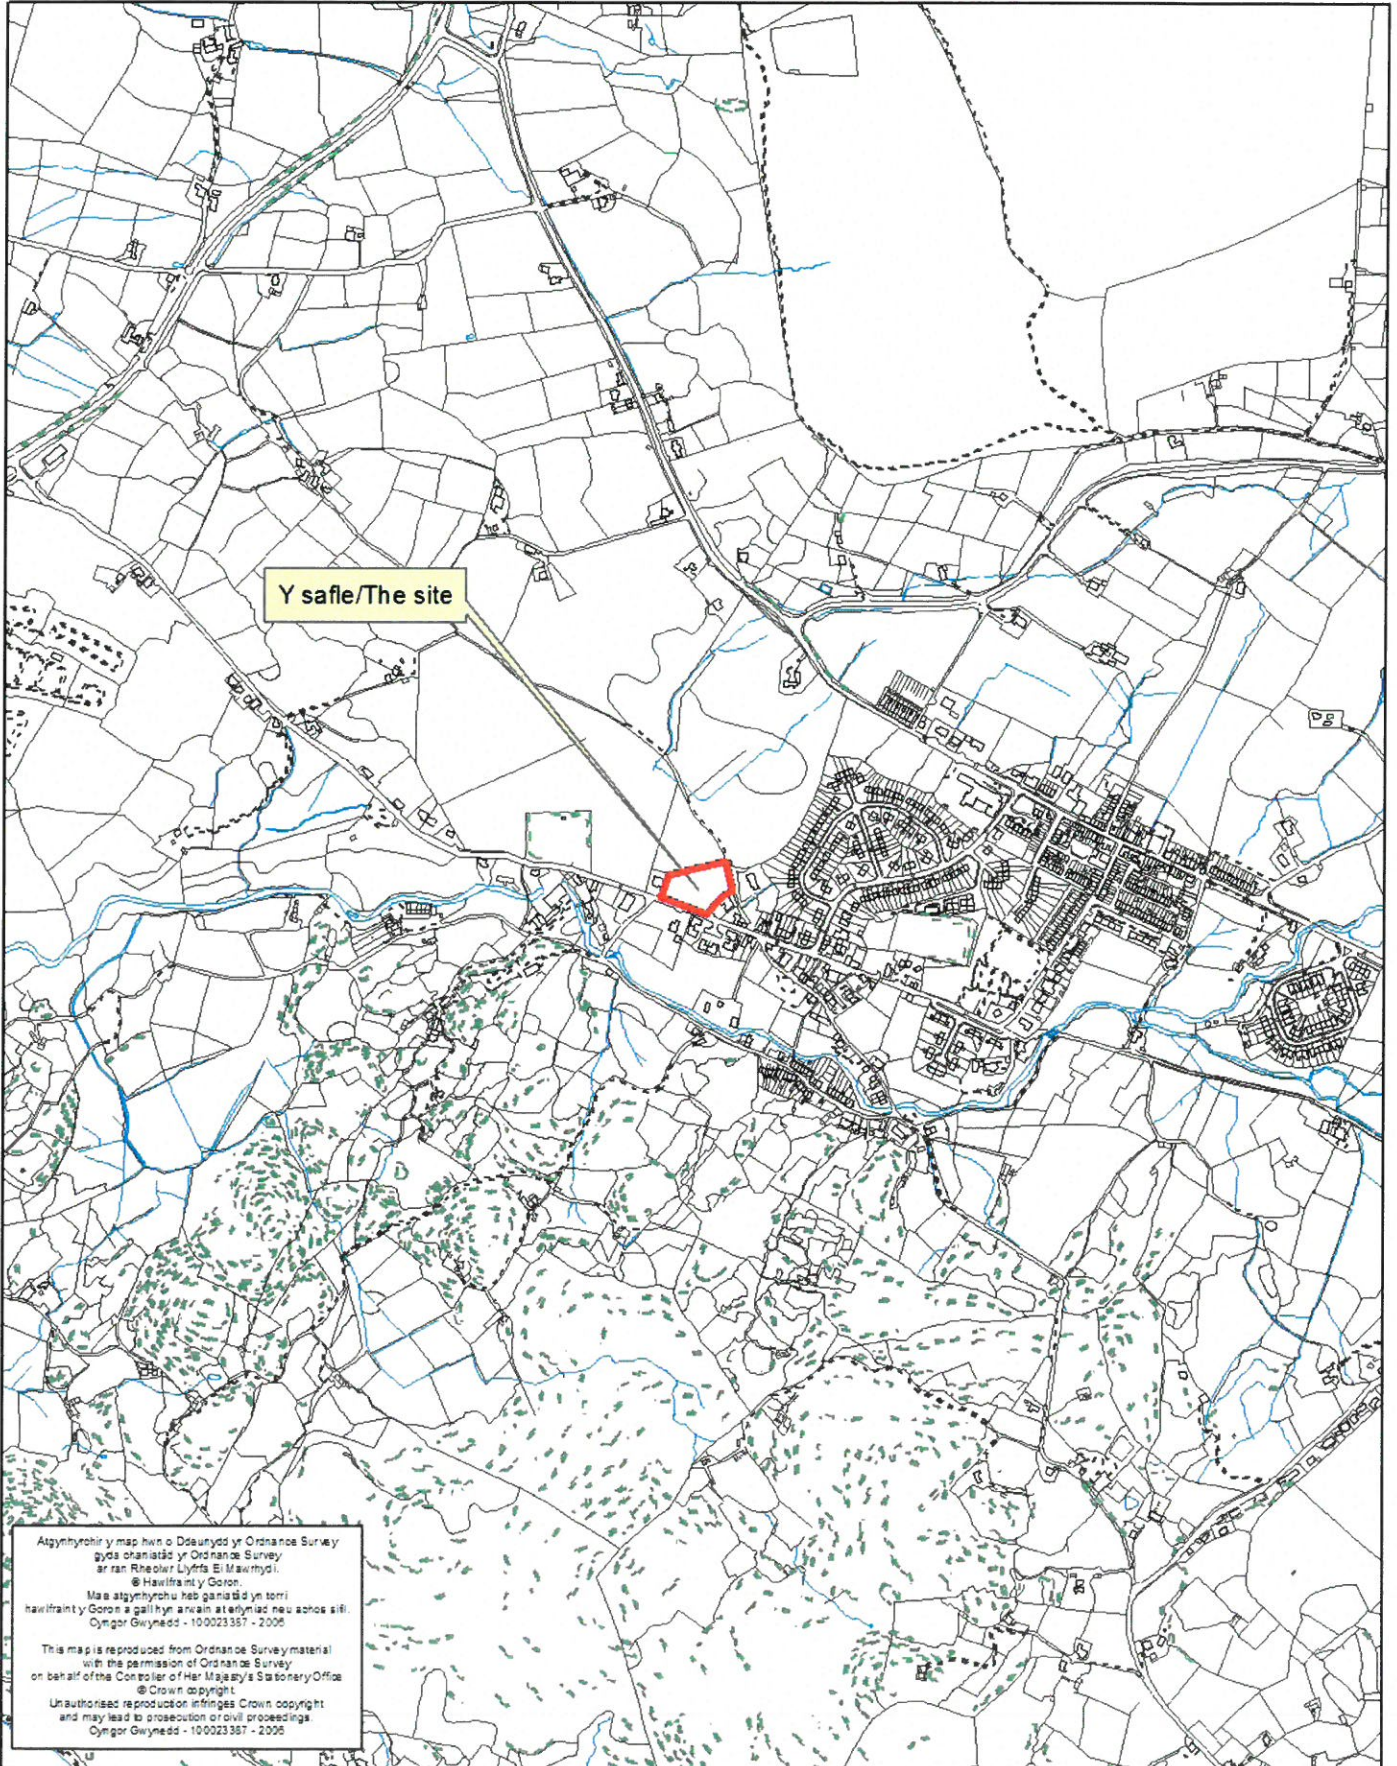 Y safle/The site
Atgynhyrchir y map hwn o Ddeunydd yr Ordnance Survey
gyda chaniatâd yr Ordnance Survey
ar ran Rheolwr Llyfrfa Ei Mawrhydi.
© Hawlfraint y Goron.
Mae atgynhyrchu heb ganiatâd yn torri
hawlfraint y Goron a gall hyn arwain at erlyniad neu achos sifil.
Cyngor Gwynedd - 100023387 - 2006
This map is reproduced from Ordnance Survey material
with the permission of Ordnance Survey
on behalf of the Controller of Her Majesty's Stationery Office
© Crown copyright.
Unauthorised reproduction infringes Crown copyright
and may lead to prosecution or civil proceedings.
Cyngor Gwynedd - 100023387 - 2006